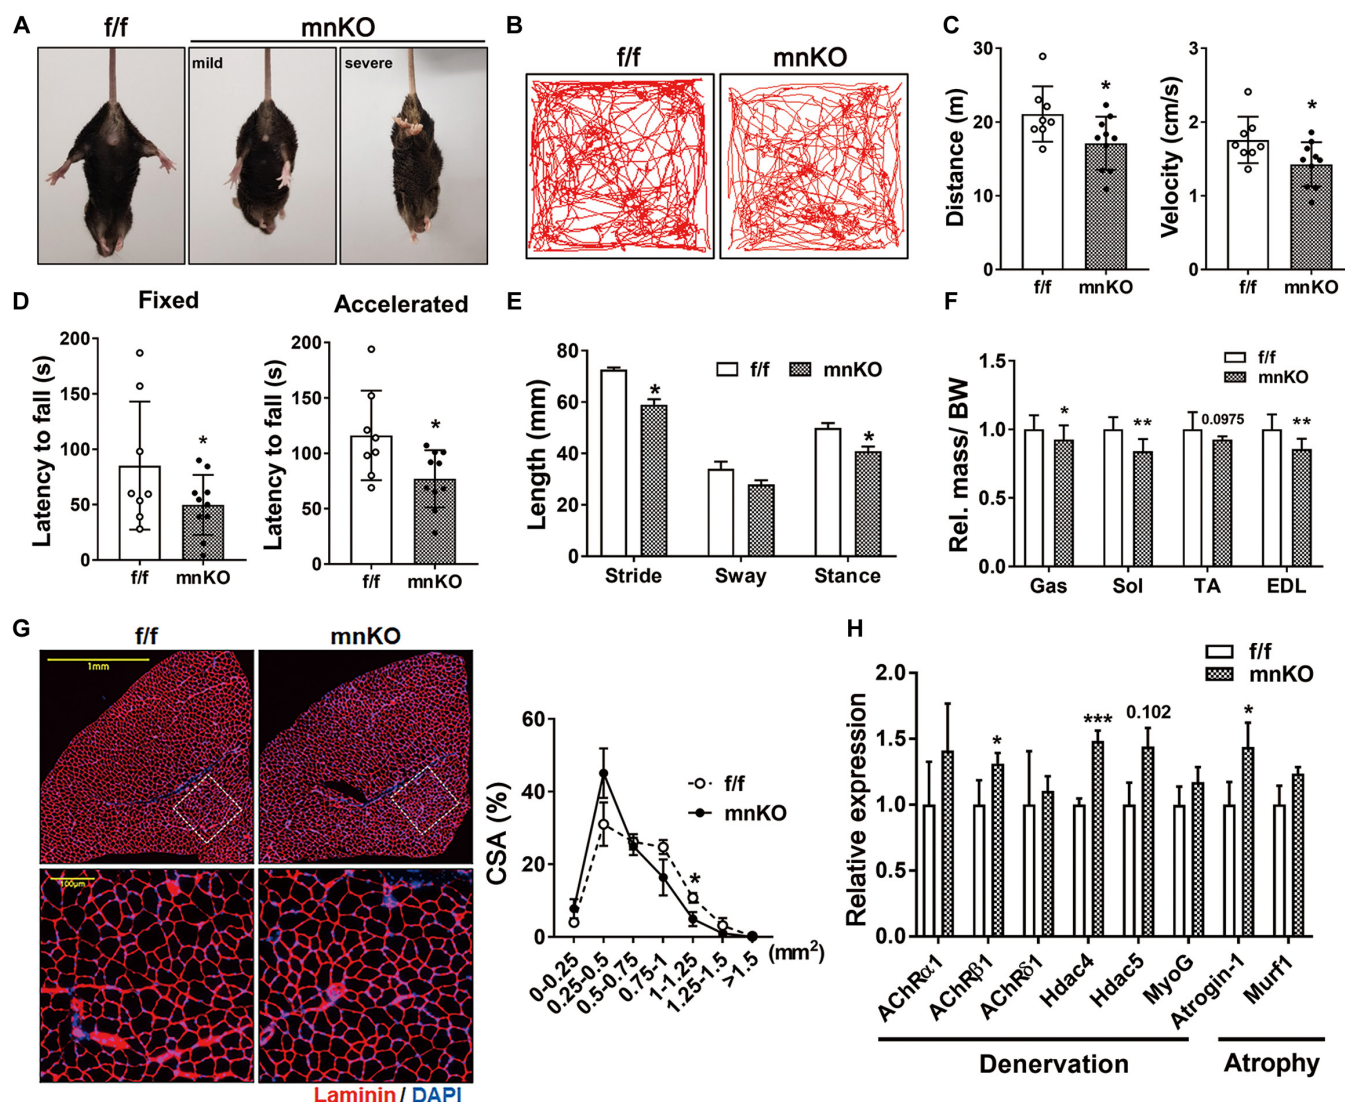 A
f/f
mnKO
mild
severe
B
f/f
mnKO
C
Distance (m)
30
20
10
0
*
f/f
mnKO
Velocity (cm/s)
3
2
1
0
*
f/f
mnKO
D
Fixed
Latency to fall (s)
200
150
100
50
0
*
f/f
mnKO
Accelerated
Latency to fall (s)
200
150
100
50
0
*
f/f
mnKO
E
Length (mm)
80
60
40
20
0
f/f
mnKO
*
*
Stride
Sway
Stance
F
Rel. mass/ BW
1.5
1.0
0.5
0.0
f/f
mnKO
*
**
0.0975
**
Gas
Sol
TA
EDL
G
f/f
mnKO
1mm
100μm
Laminin / DAPI
CSA (%)
60
40
20
0
f/f
mnKO
*
0-0.25
0.25-0.5
0.5-0.75
0.75-1
1-1.25
1.25-1.5
>1.5
(mm²)
H
Relative expression
2.0
1.5
1.0
0.5
0.0
f/f
mnKO
*
***
0.102
*
AChRα1
AChRβ1
AChRδ1
Hdac4
Hdac5
MyoG
Atrogin-1
Murf1
Denervation
Atrophy